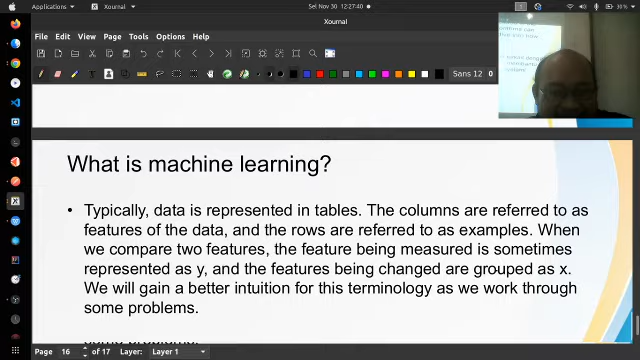 Applications Xournal Sel Nov 30 12:27:40 1 36%
Xournal
File Edit View Journal Tools Options Help
Sans 12
What is machine learning?
• Typically, data is represented in tables. The columns are referred to as
features of the data, and the rows are referred to as examples. When
we compare two features, the feature being measured is sometimes
represented as y, and the features being changed are grouped as x.
We will gain a better intuition for this terminology as we work through
some problems.
Page 16 of 17 Layer: Layer 1